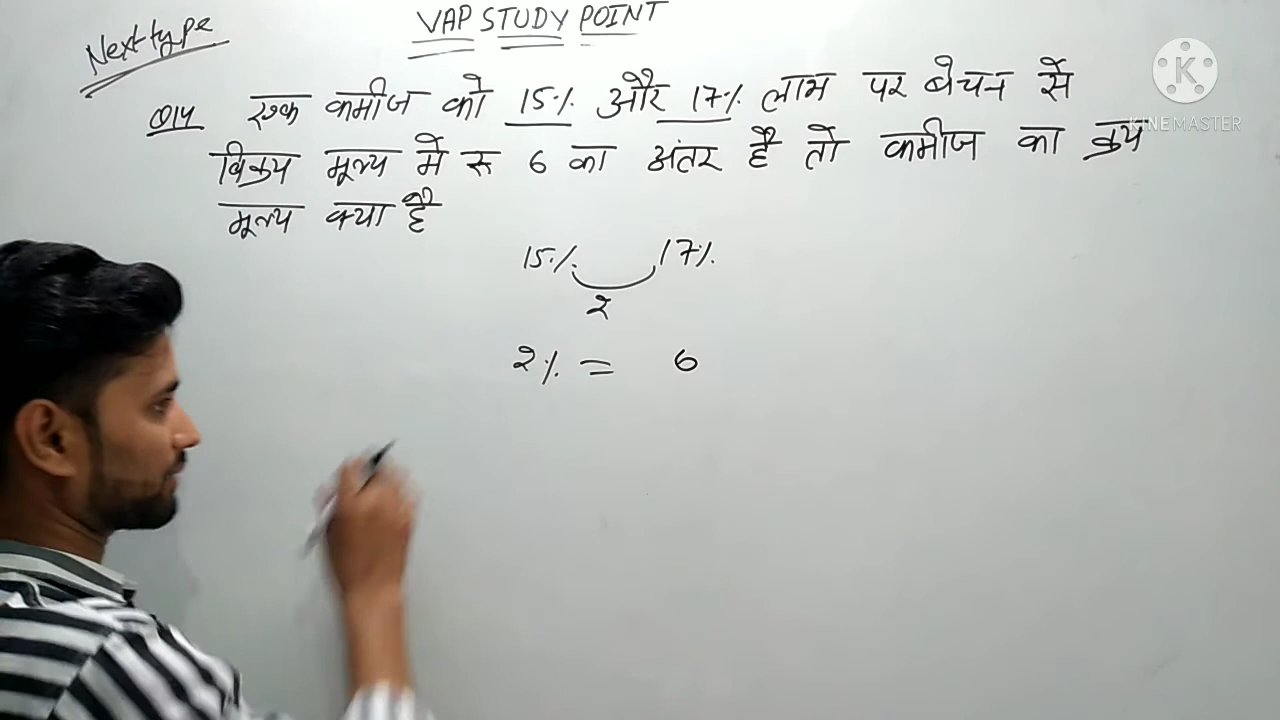 VAP STUDY POINT
Next type
Q14 एक कमीज को 15% और 17% लाभ पर बेचन से
विक्रय मूल्य में रू 6 का अंतर है तो कमीज का क्रय
मूल्य क्या है
15% 17%
2
2% = 6
KINEMASTER